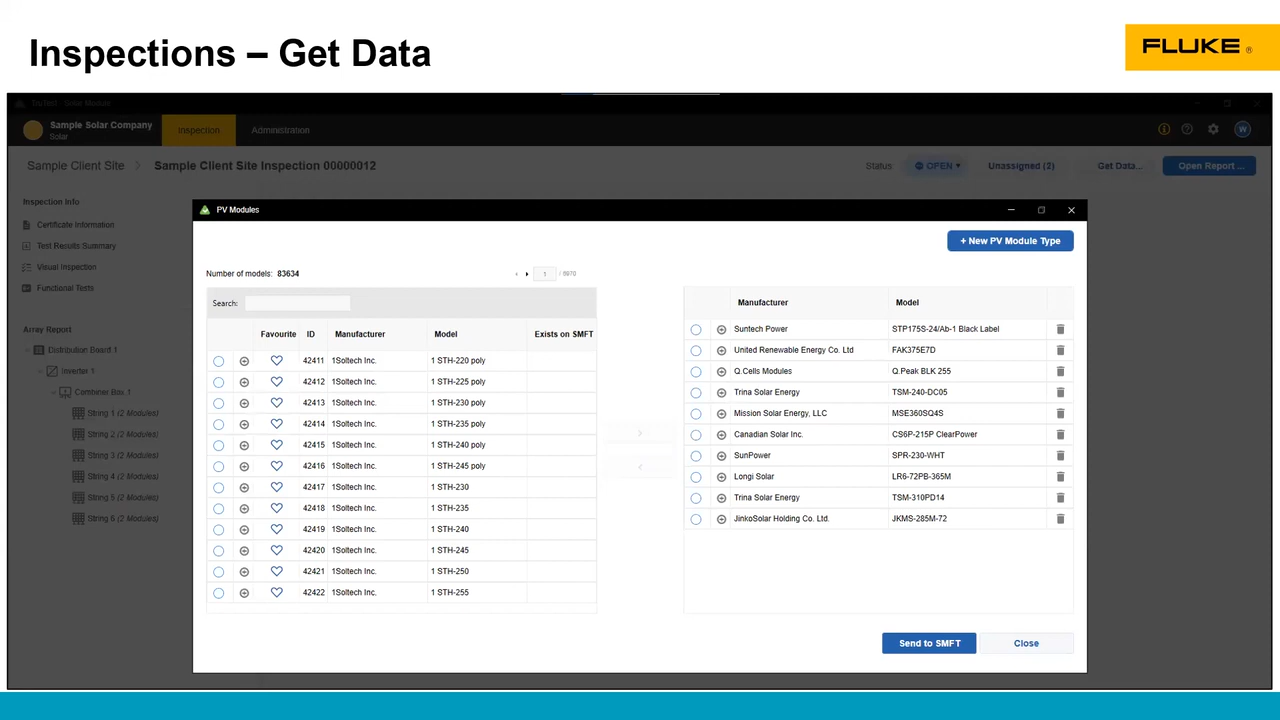 Inspections – Get Data
FLUKE ®
Sample Solar Company
Solar
Inspection
Administration
W
Sample Client Site
Sample Client Site Inspection 00000012
Status:
OPEN
Unassigned (2)
Get Data...
Open Report ...
Inspection Info
Certificate Information
Test Results Summary
Visual Inspection
Functional Tests
Array Report
Distribution Board 1
Inverter 1
Combiner Box 1
String 1 (2 Modules)
String 2 (2 Modules)
String 3 (2 Modules)
String 4 (2 Modules)
String 5 (2 Modules)
String 6 (2 Modules)
PV Modules
+ New PV Module Type
Number of models: 83634
1 / 6970
Search:
Favourite ID Manufacturer Model Exists on SMFT
42411 1Soltech Inc. 1 STH-220 poly
42412 1Soltech Inc. 1 STH-225 poly
42413 1Soltech Inc. 1 STH-230 poly
42414 1Soltech Inc. 1 STH-235 poly
42415 1Soltech Inc. 1 STH-240 poly
42416 1Soltech Inc. 1 STH-245 poly
42417 1Soltech Inc. 1 STH-230
42418 1Soltech Inc. 1 STH-235
42419 1Soltech Inc. 1 STH-240
42420 1Soltech Inc. 1 STH-245
42421 1Soltech Inc. 1 STH-250
42422 1Soltech Inc. 1 STH-255
Manufacturer Model
Suntech Power STP175S-24/Ab-1 Black Label
United Renewable Energy Co. Ltd FAK375E7D
Q.Cells Modules Q.Peak BLK 255
Trina Solar Energy TSM-240-DC05
Mission Solar Energy, LLC MSE360SQ4S
Canadian Solar Inc. CS6P-215P ClearPower
SunPower SPR-230-WHT
Longi Solar LR6-72PB-365M
Trina Solar Energy TSM-310PD14
JinkoSolar Holding Co. Ltd. JKMS-285M-72
Send to SMFT
Close